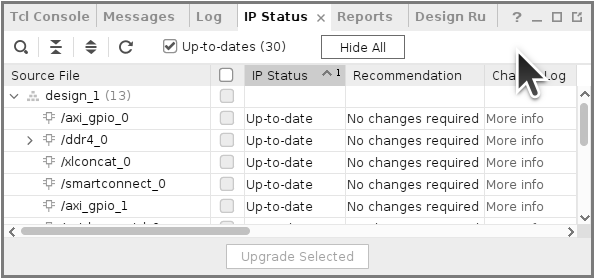 Tcl Console Messages Log IP Status × Reports Design Ru ?
Up-to-dates (30) Hide All
Source File IP Status 1 Recommendation
design_1 (13)
/axi_gpio_0 Up-to-date No changes required More info
/ddr4_0 Up-to-date No changes required More info
/xlconcat_0 Up-to-date No changes required More info
/smartconnect_0 Up-to-date No changes required More info
/axi_gpio_1 Up-to-date No changes required More info
Upgrade Selected